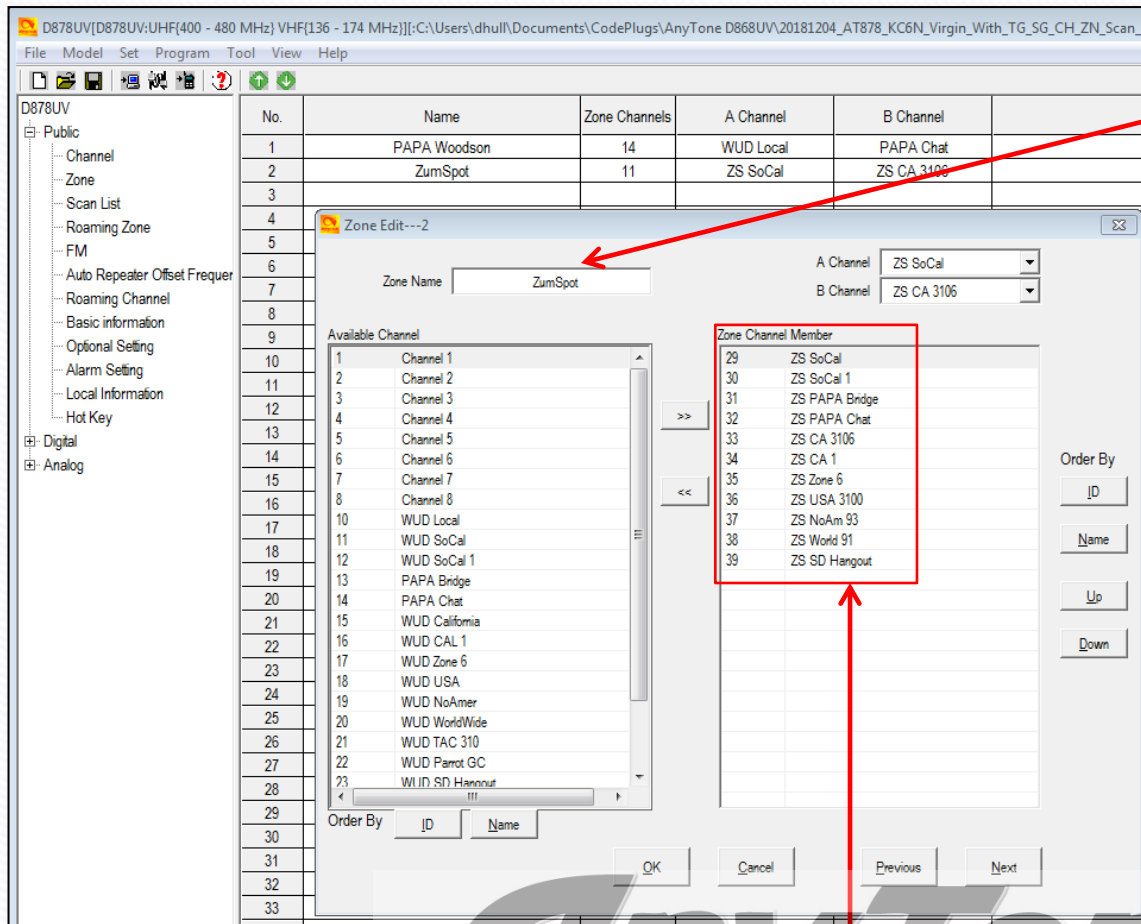 D878UV[D878UV:UHF{400 - 480 MHz} VHF{136 - 174 MHz}][:C:\Users\dhull\Documents\CodePlugs\AnyTone D868UV\20181204_AT878_KC6N_Virgin_With_TG_SG_CH_ZN_Scan_
File Model Set Program Tool View Help
D878UV
Public
Channel
Zone
Scan List
Roaming Zone
FM
Auto Repeater Offset Frequer
Roaming Channel
Basic information
Optional Setting
Alarm Setting
Local Information
Hot Key
Digital
Analog
No. Name Zone Channels A Channel B Channel
1 PAPA Woodson 14 WUD Local PAPA Chat
2 ZumSpot 11 ZS SoCal ZS CA 3106
3
4
5
6
7
8
9
10
11
12
13
14
15
16
17
18
19
20
21
22
23
24
25
26
27
28
29
30
31
32
33
Zone Edit---2
Zone Name ZumSpot
A Channel ZS SoCal
B Channel ZS CA 3106
Available Channel
1 Channel 1
2 Channel 2
3 Channel 3
4 Channel 4
5 Channel 5
6 Channel 6
7 Channel 7
8 Channel 8
10 WUD Local
11 WUD SoCal
12 WUD SoCal 1
13 PAPA Bridge
14 PAPA Chat
15 WUD California
16 WUD CAL 1
17 WUD Zone 6
18 WUD USA
19 WUD NoAmer
20 WUD WorldWide
21 WUD TAC 310
22 WUD Parrot GC
23 WUD SD Hangout
Order By ID Name
>>
<<
Zone Channel Member
29 ZS SoCal
30 ZS SoCal 1
31 ZS PAPA Bridge
32 ZS PAPA Chat
33 ZS CA 3106
34 ZS CA 1
35 ZS Zone 6
36 ZS USA 3100
37 ZS NoAm 93
38 ZS World 91
39 ZS SD Hangout
Order By
ID
Name
Up
Down
OK Cancel Previous Next